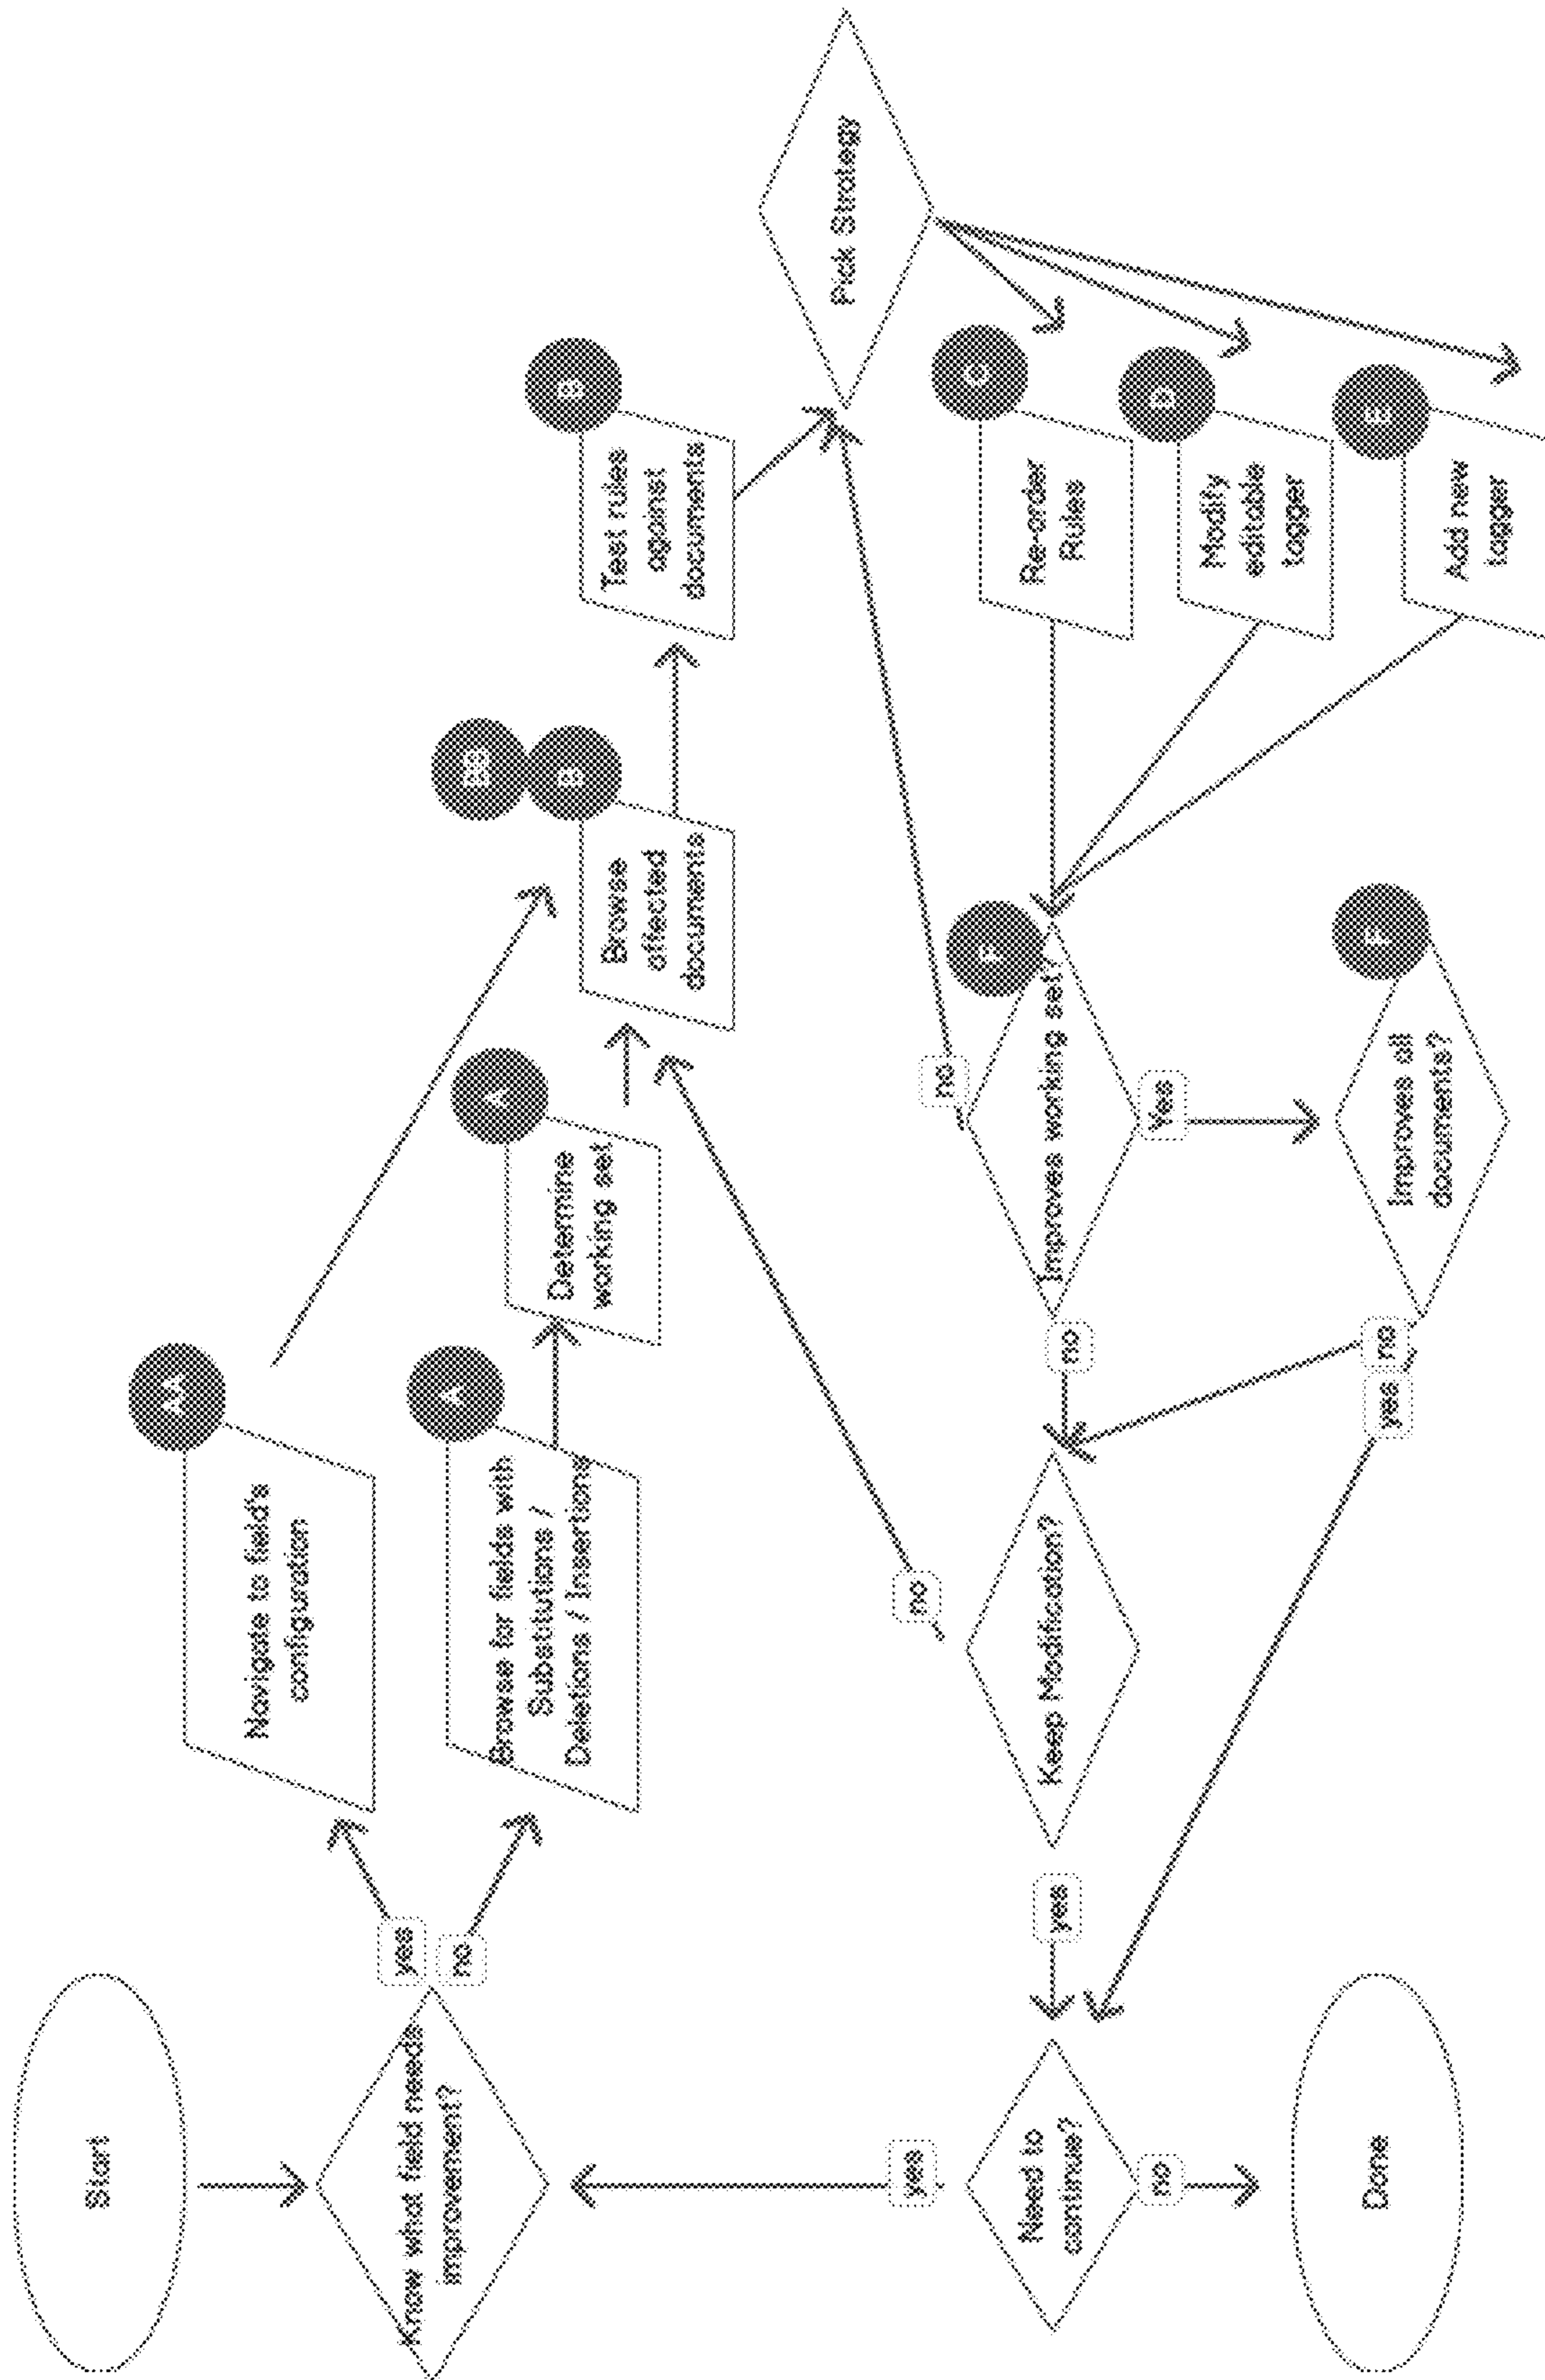 Start
AA
Navigate to field's
configuration
yes
no
Know what field needs
improvement?
A
Browse for fields with
Substitutions /
Deletions / Insertions
A
Determine
working set
BB
B
Browse
affected
documents
B
Test rules
against
documents
Pick Strategy
C
Re-order
Rules
D
Modify
editable
tagger
E
Add new
tagger
F
Improves working set?
no
no
Yes
F
Improves all
documents?
no
yes
Keep Modification?
no
yes
Need to
continue?
yes
no
Done